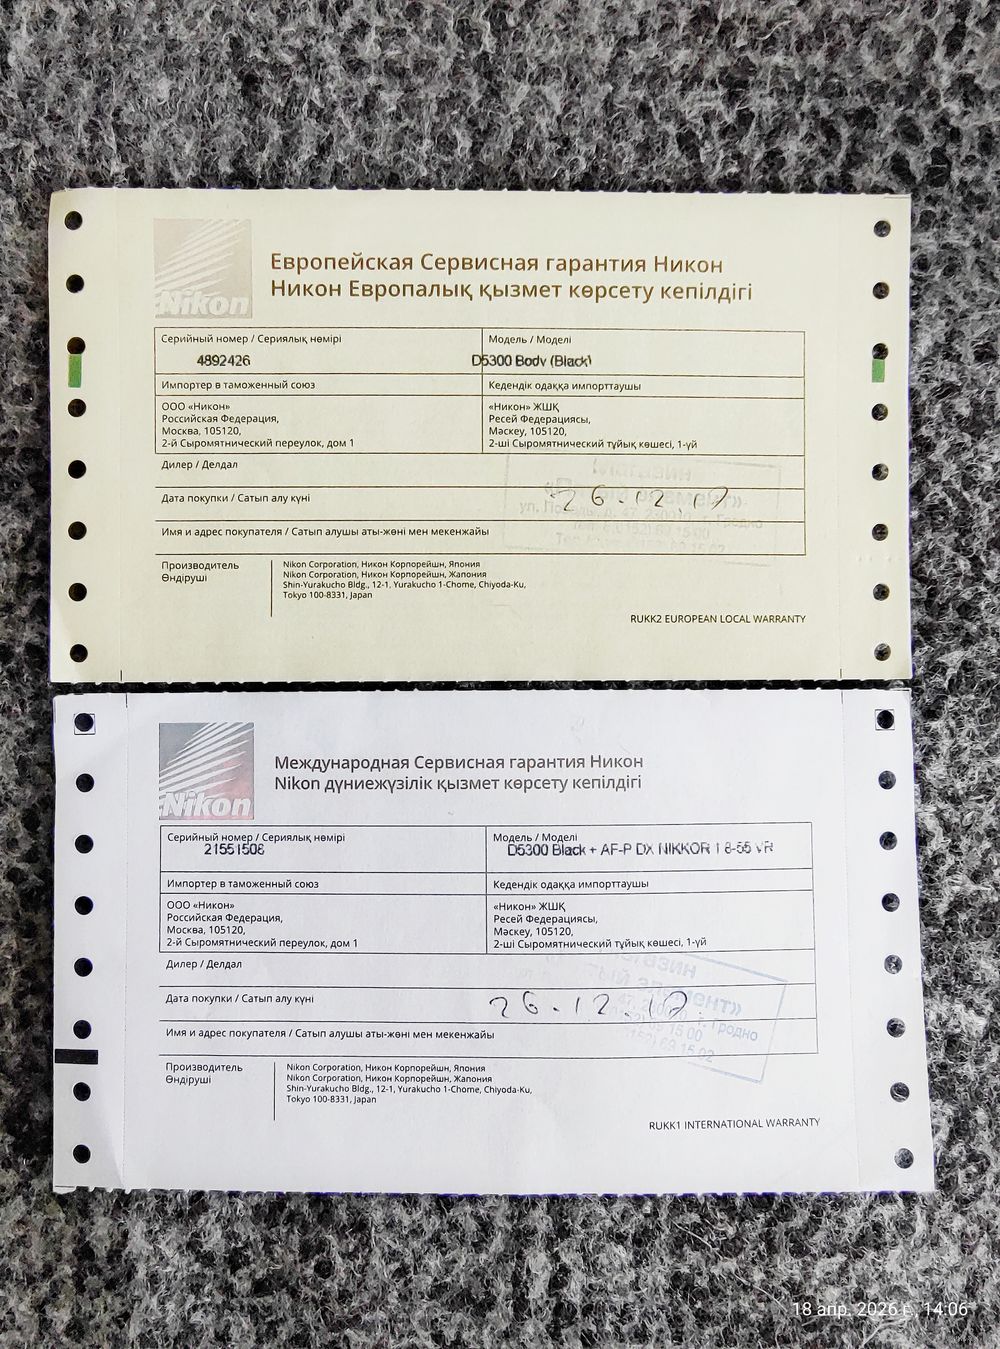 Nikon
Европейская Сервисная гарантия Никон
Никон Европалық қызмет көрсету кепілдігі
Серийный номер / Сериялық нөмірі
4892426
Модель / Моделі
D5300 Body (Black)
Импортер в таможенный союз
Кедендік одаққа импорттаушы
ООО «Никон»
Российская Федерация,
Москва, 105120,
2-й Сыромятнический переулок, дом 1
«Никон» ЖШҚ
Ресей Федерациясы,
Мәскеу, 105120,
2-ші Сыромятнический тұйық көшесі, 1-үй
Дилер / Делдал
Дата покупки / Сатып алу күні
26.12.17
Имя и адрес покупателя / Сатып алушы аты-жөні мен мекенжайы
Производитель
Өндіруші
Nikon Corporation, Никон Корпорейшн, Япония
Nikon Corporation, Никон Корпорейшн, Жапония
Shin-Yurakucho Bldg., 12-1, Yurakucho 1-Chome, Chiyoda-Ku,
Tokyo 100-8331, Japan
RUKK2 EUROPEAN LOCAL WARRANTY
Nikon
Международная Сервисная гарантия Никон
Nikon дүниежүзілік қызмет көрсету кепілдігі
Серийный номер / Сериялық нөмірі
21551508
Модель / Моделі
D5300 Black + AF-P DX NIKKOR 18-55 VR
Импортер в таможенный союз
Кедендік одаққа импорттаушы
ООО «Никон»
Российская Федерация,
Москва, 105120,
2-й Сыромятнический переулок, дом 1
«Никон» ЖШҚ
Ресей Федерациясы,
Мәскеу, 105120,
2-ші Сыромятнический тұйық көшесі, 1-үй
Дилер / Делдал
Дата покупки / Сатып алу күні
26.12.17
Гродно
Имя и адрес покупателя / Сатып алушы аты-жөні мен мекенжайы
Производитель
Өндіруші
Nikon Corporation, Никон Корпорейшн, Япония
Nikon Corporation, Никон Корпорейшн, Жапония
Shin-Yurakucho Bldg., 12-1, Yurakucho 1-Chome, Chiyoda-Ku,
Tokyo 100-8331, Japan
RUKK1 INTERNATIONAL WARRANTY
18 апр. 2026 г., 14:06